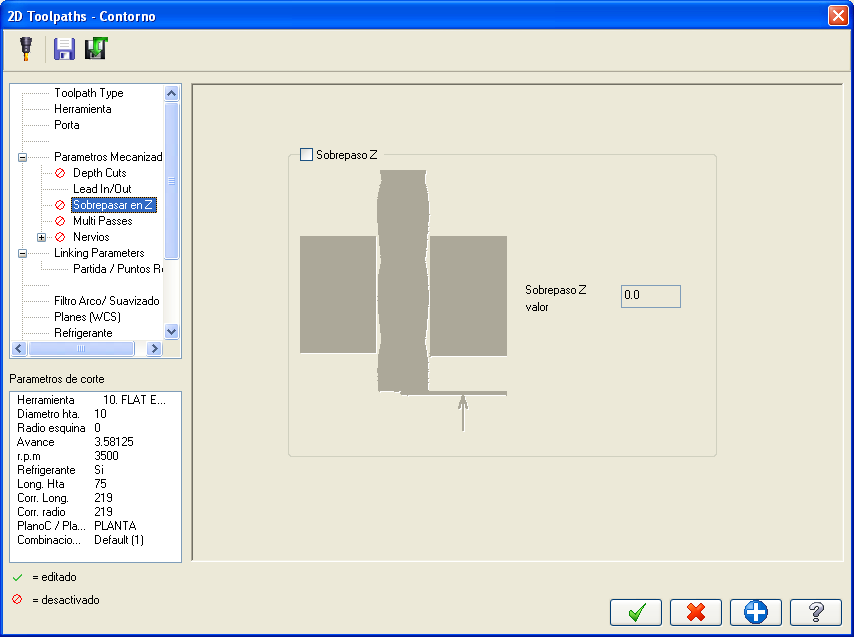 2D Toolpaths - Contorno
Toolpath Type
Herramienta
Porta
Parametros Mecanizad
Depth Cuts
Lead In/Out
Sobrepasar en Z
Multi Passes
Nervios
Linking Parameters
Partida / Puntos R
Filtro Arco/ Suavizado
Planes (WCS)
Refrigerante
Parametros de corte
Herramienta 10. FLAT E...
Diametro hta. 10
Radio esquina 0
Avance 3.58125
r.p.m 3500
Refrigerante Si
Long. Hta 75
Corr. Long. 219
Corr. radio 219
PlanoC / Pla... PLANTA
Combinacio... Default (1)
= editado
= desactivado
Sobrepaso Z
Sobrepaso Z
valor
0.0